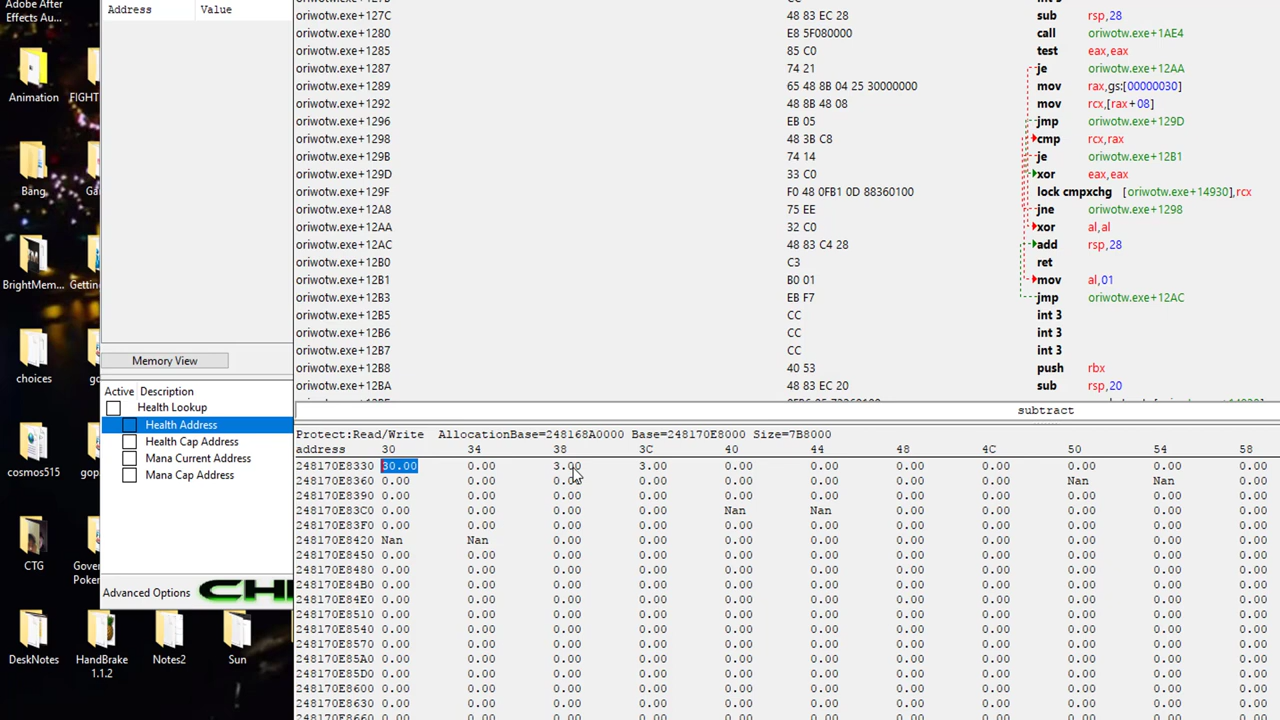 Adobe After
Effects Au...
Animation
FIGHT
Bang
Ga
BrightMem...
Getting
choices
go
cosmos515
gop
CTG
Gover
Poker
DeskNotes
HandBrake
1.1.2
Notes2
Sun
Address Value
Memory View
Active Description
Health Lookup
Health Address
Health Cap Address
Mana Current Address
Mana Cap Address
Advanced Options
oriwotw.exe+127C 48 83 EC 28 sub rsp,28
oriwotw.exe+1280 E8 5F080000 call oriwotw.exe+1AE4
oriwotw.exe+1285 85 C0 test eax,eax
oriwotw.exe+1287 74 21 je oriwotw.exe+12AA
oriwotw.exe+1289 65 48 8B 04 25 30000000 mov rax,gs:[00000030]
oriwotw.exe+1292 48 8B 48 08 mov rcx,[rax+08]
oriwotw.exe+1296 EB 05 jmp oriwotw.exe+129D
oriwotw.exe+1298 48 3B C8 cmp rcx,rax
oriwotw.exe+129B 74 14 je oriwotw.exe+12B1
oriwotw.exe+129D 33 C0 xor eax,eax
oriwotw.exe+129F F0 48 0FB1 0D 88360100 lock cmpxchg [oriwotw.exe+14930],rcx
oriwotw.exe+12A8 75 EE jne oriwotw.exe+1298
oriwotw.exe+12AA 32 C0 xor al,al
oriwotw.exe+12AC 48 83 C4 28 add rsp,28
oriwotw.exe+12B0 C3 ret
oriwotw.exe+12B1 B0 01 mov al,01
oriwotw.exe+12B3 EB F7 jmp oriwotw.exe+12AC
oriwotw.exe+12B5 CC int 3
oriwotw.exe+12B6 CC int 3
oriwotw.exe+12B7 CC int 3
oriwotw.exe+12B8 40 53 push rbx
oriwotw.exe+12BA 48 83 EC 20 sub rsp,20
subtract
Protect:Read/Write AllocationBase=248168A0000 Base=248170E8000 Size=7B8000
address 30 34 38 3C 40 44 48 4C 50 54 58
248170E8330 30.00 0.00 3.00 3.00 0.00 0.00 0.00 0.00 0.00 0.00 0.00
248170E8360 0.00 0.00 0.00 0.00 0.00 0.00 0.00 0.00 Nan Nan 0.00
248170E8390 0.00 0.00 0.00 0.00 0.00 0.00 0.00 0.00 0.00 0.00 0.00
248170E83C0 0.00 0.00 0.00 0.00 Nan Nan 0.00 0.00 0.00 0.00 0.00
248170E83F0 0.00 0.00 0.00 0.00 0.00 0.00 0.00 0.00 0.00 0.00 0.00
248170E8420 Nan Nan 0.00 0.00 0.00 0.00 0.00 0.00 0.00 0.00 0.00
248170E8450 0.00 0.00 0.00 0.00 0.00 0.00 0.00 0.00 0.00 0.00 0.00
248170E8480 0.00 0.00 0.00 0.00 0.00 0.00 0.00 0.00 0.00 0.00 0.00
248170E84B0 0.00 0.00 0.00 0.00 0.00 0.00 0.00 0.00 0.00 0.00 0.00
248170E84E0 0.00 0.00 0.00 0.00 0.00 0.00 0.00 0.00 0.00 0.00 0.00
248170E8510 0.00 0.00 0.00 0.00 0.00 0.00 0.00 0.00 0.00 0.00 0.00
248170E8540 0.00 0.00 0.00 0.00 0.00 0.00 0.00 0.00 0.00 0.00 0.00
248170E8570 0.00 0.00 0.00 0.00 0.00 0.00 0.00 0.00 0.00 0.00 0.00
248170E85A0 0.00 0.00 0.00 0.00 0.00 0.00 0.00 0.00 0.00 0.00 0.00
248170E85D0 0.00 0.00 0.00 0.00 0.00 0.00 0.00 0.00 0.00 0.00 0.00
248170E8630 0.00 0.00 0.00 0.00 0.00 0.00 0.00 0.00 0.00 0.00 0.00
248170E8660 0.00 0.00 0.00 0.00 0.00 0.00 0.00 0.00 0.00 0.00 0.00